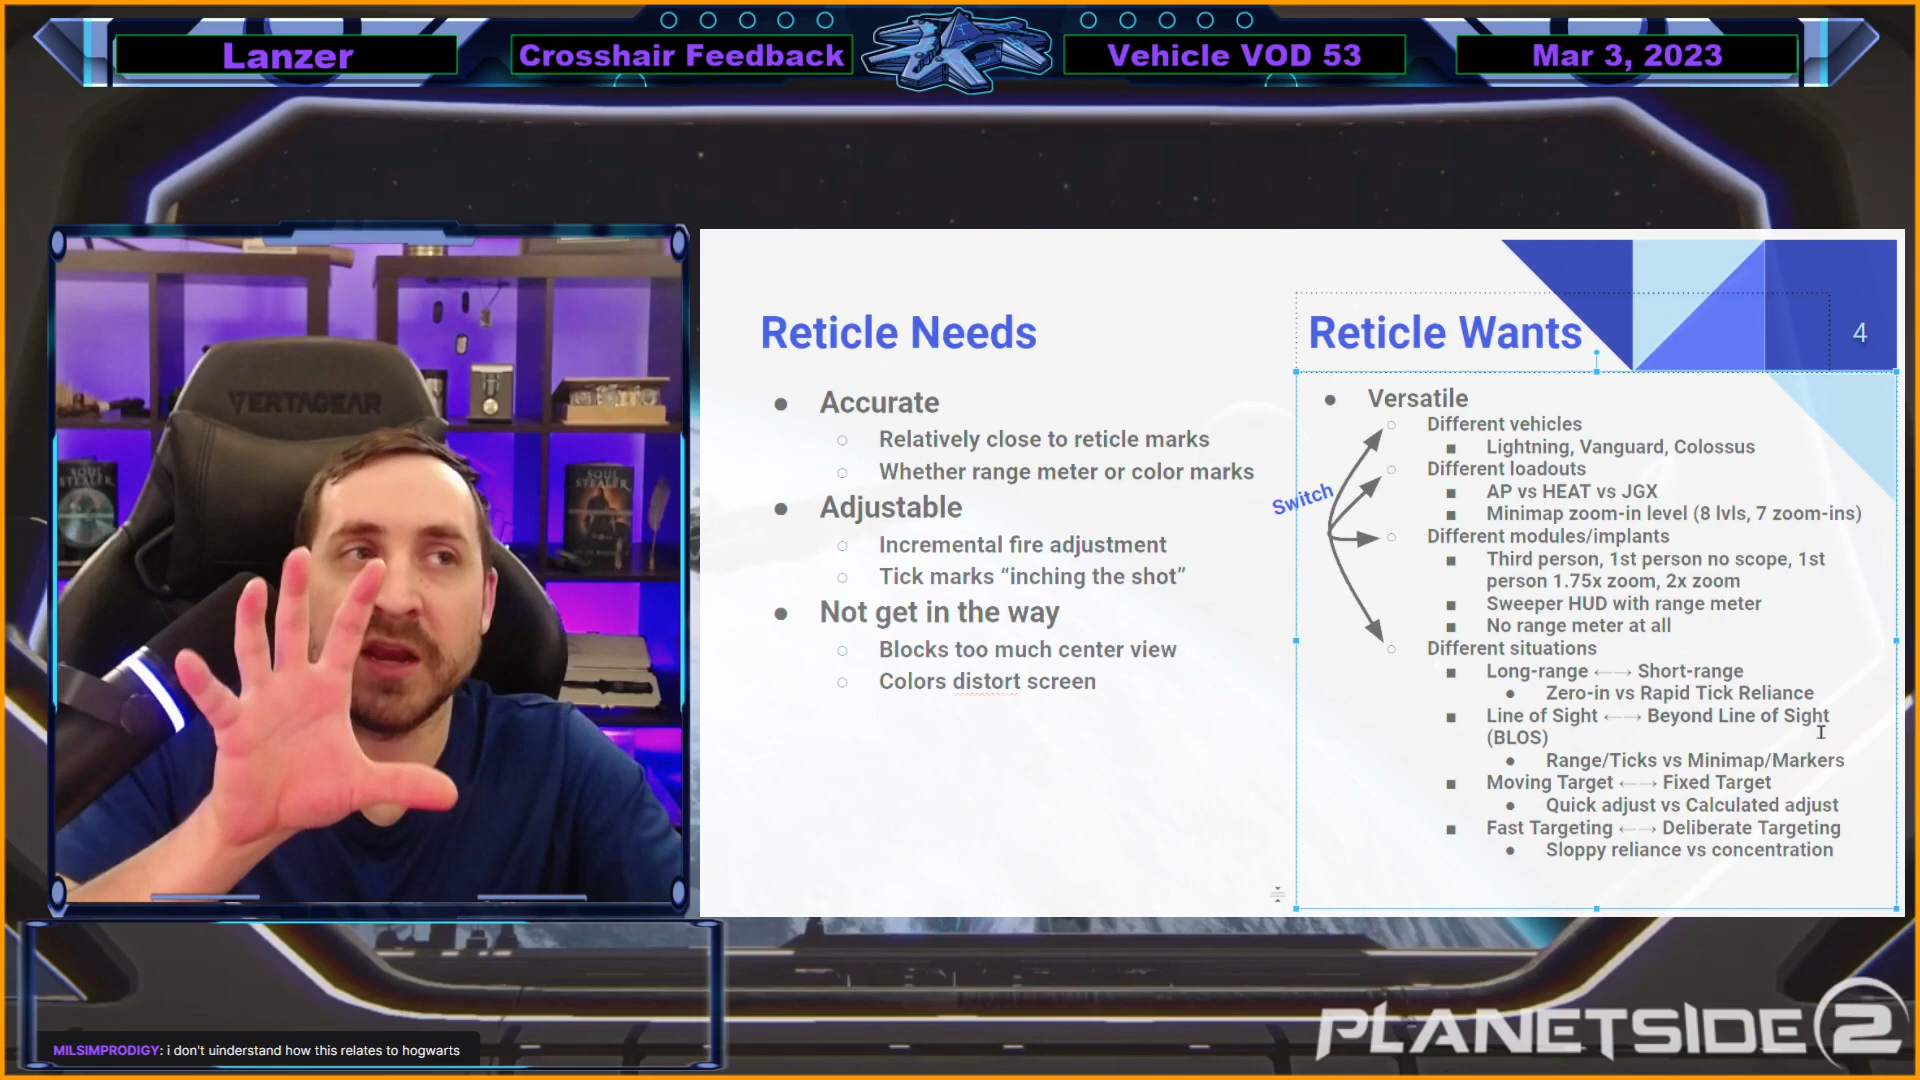 Lanzer
Crosshair Feedback
Vehicle VOD 53
Mar 3, 2023
VERTAGEAR
SOUL
STEALER
SOUL
STEALER
Reticle Needs
Accurate
Relatively close to reticle marks
Whether range meter or color marks
Adjustable
Incremental fire adjustment
Tick marks “inching the shot”
Not get in the way
Blocks too much center view
Colors distort screen
Reticle Wants
4
Switch
Versatile
Different vehicles
Lightning, Vanguard, Colossus
Different loadouts
AP vs HEAT vs JGX
Minimap zoom-in level (8 lvls, 7 zoom-ins)
Different modules/implants
Third person, 1st person no scope, 1st
person 1.75x zoom, 2x zoom
Sweeper HUD with range meter
No range meter at all
Different situations
Long-range ←→ Short-range
Zero-in vs Rapid Tick Reliance
Line of Sight ←→ Beyond Line of Sight
(BLOS)
Range/Ticks vs Minimap/Markers
Moving Target ←→ Fixed Target
Quick adjust vs Calculated adjust
Fast Targeting ←→ Deliberate Targeting
Sloppy reliance vs concentration
MILSIMPRODIGY: i don't uinderstand how this relates to hogwarts
PLANETSIDE 2